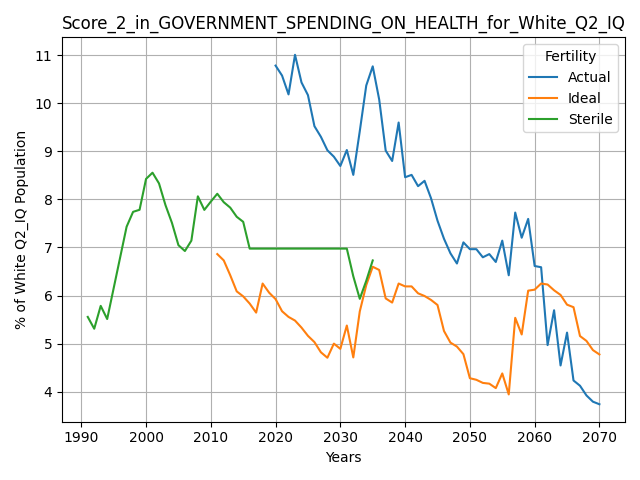 Score_2_in_GOVERNMENT_SPENDING_ON_HEALTH_for_White_Q2_IQ
Fertility
Actual
Ideal
Sterile
% of White Q2_IQ Population
11
10
9
8
7
6
5
4
1990 2000 2010 2020 2030 2040 2050 2060 2070
Years